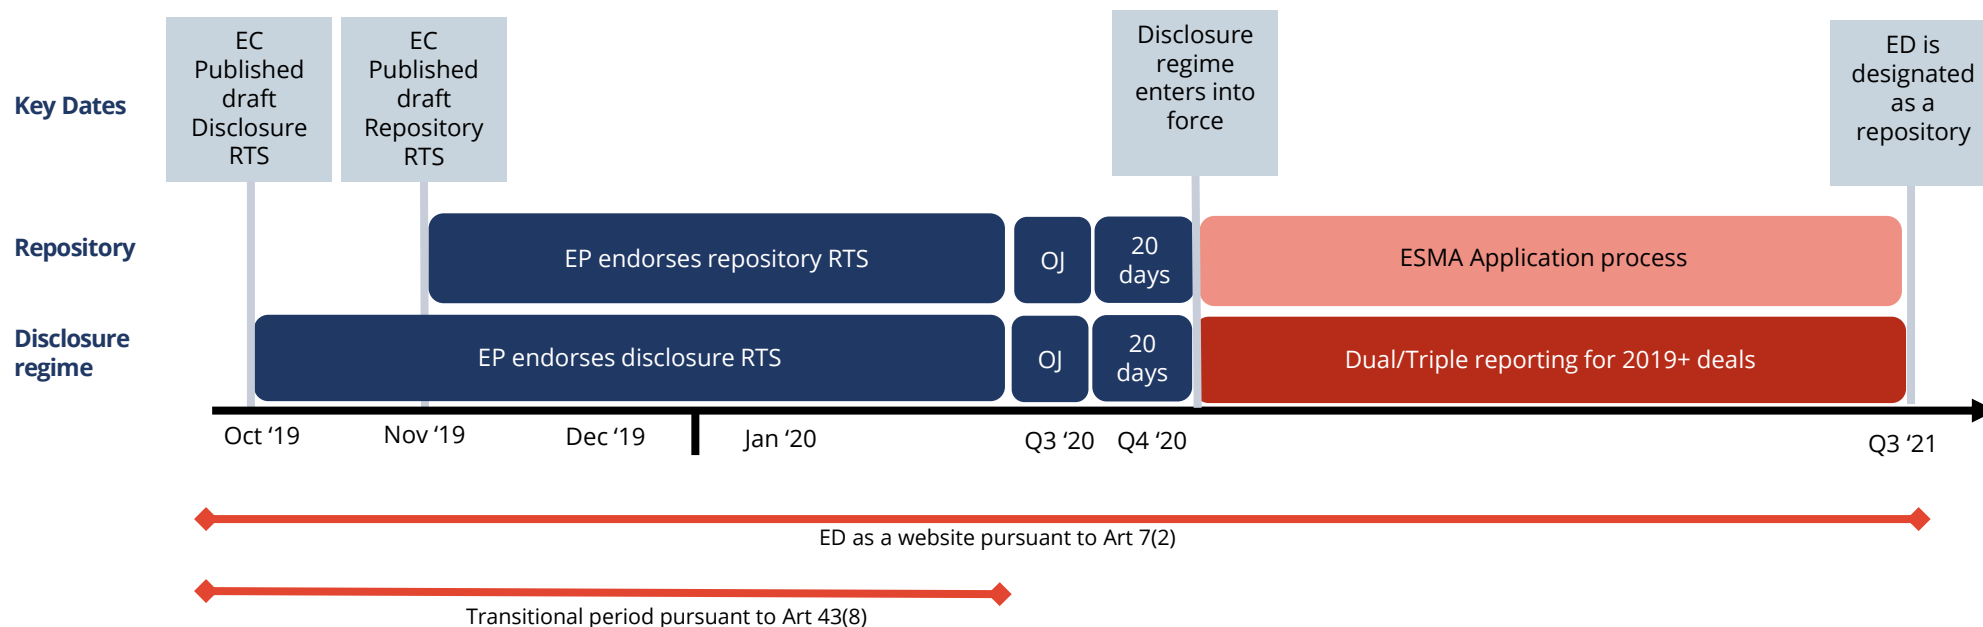 Key Dates
EC
Published
draft
Disclosure
RTS
EC
Published
draft
Repository
RTS
Disclosure
regime
enters into
force
ED is
designated
as a
repository
Repository
EP endorses repository RTS
OJ
20
days
ESMA Application process
Disclosure
regime
EP endorses disclosure RTS
OJ
20
days
Dual/Triple reporting for 2019+ deals
Oct ‘19
Nov ‘19
Dec ‘19
Jan ‘20
Q3 ‘20
Q4 ‘20
Q3 ‘21
ED as a website pursuant to Art 7(2)
Transitional period pursuant to Art 43(8)